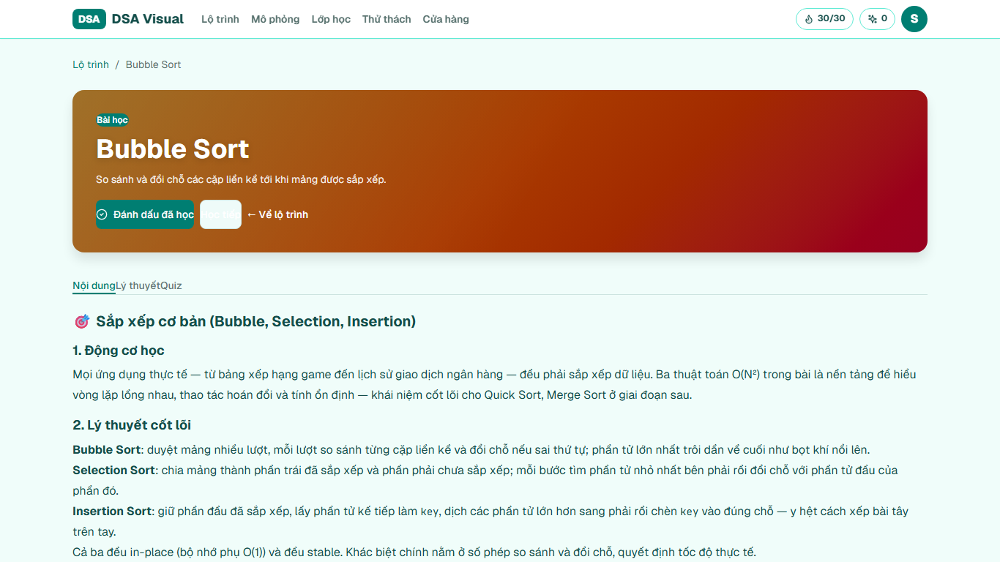 DSA DSA Visual Lộ trình Mô phỏng Lớp học Thử thách Cửa hàng 30/30 0 S
Lộ trình / Bubble Sort
Bài học
Bubble Sort
So sánh và đổi chỗ các cặp liền kề tới khi mảng được sắp xếp.
Đánh dấu đã học Học tiếp ← Về lộ trình
Nội dung Lý thuyết Quiz
🎯 Sắp xếp cơ bản (Bubble, Selection, Insertion)
1. Động cơ học
Mọi ứng dụng thực tế — từ bảng xếp hạng game đến lịch sử giao dịch ngân hàng — đều phải sắp xếp dữ liệu. Ba thuật toán O(N²) trong bài là nền tảng để hiểu
vòng lặp lồng nhau, thao tác hoán đổi và tính ổn định — khái niệm cốt lõi cho Quick Sort, Merge Sort ở giai đoạn sau.
2. Lý thuyết cốt lõi
Bubble Sort: duyệt mảng nhiều lượt, mỗi lượt so sánh từng cặp liền kề và đổi chỗ nếu sai thứ tự; phần tử lớn nhất trôi dần về cuối như bọt khí nổi lên.
Selection Sort: chia mảng thành phần trái đã sắp xếp và phần phải chưa sắp xếp; mỗi bước tìm phần tử nhỏ nhất bên phải rồi đổi chỗ với phần tử đầu của
phần đó.
Insertion Sort: giữ phần đầu đã sắp xếp, lấy phần tử kế tiếp làm key, dịch các phần tử lớn hơn sang phải rồi chèn key vào đúng chỗ — y hệt cách xếp bài tây
trên tay.
Cả ba đều in-place (bộ nhớ phụ O(1)) và đều stable. Khác biệt chính nằm ở số phép so sánh và đổi chỗ, quyết định tốc độ thực tế.